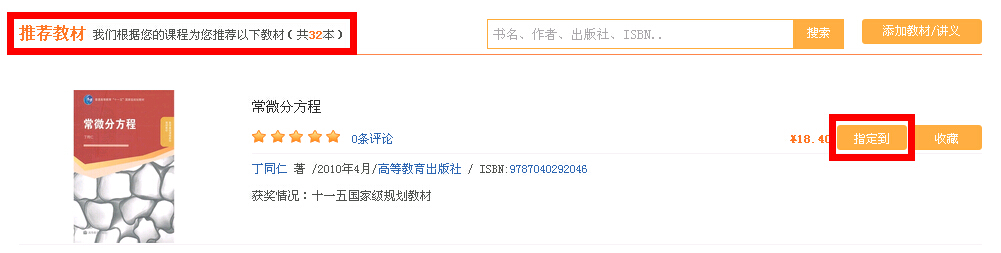 推荐教材 我们根据您的课程为您推荐以下教材（共32本）
书名、作者、出版社、ISBN.. 搜索 添加教材/讲义
常微分方程
常微分方程
丁同仁
0条评论
¥18.40 指定到 收藏
丁同仁 著 /2010年4月/高等教育出版社 / ISBN:9787040292046
获奖情况：十一五国家级规划教材